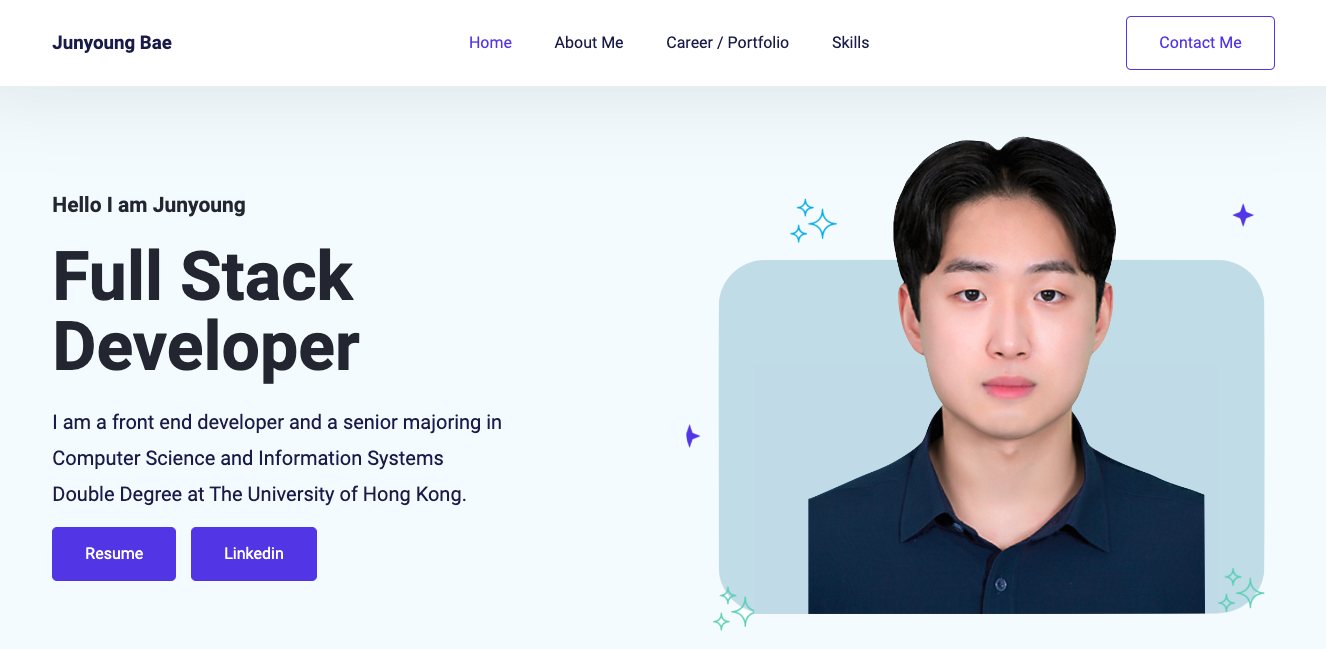 Junyoung Bae
Home
About Me
Career / Portfolio
Skills
Contact Me
Hello I am Junyoung
Full Stack
Developer
I am a front end developer and a senior majoring in
Computer Science and Information Systems
Double Degree at The University of Hong Kong.
Resume
Linkedin